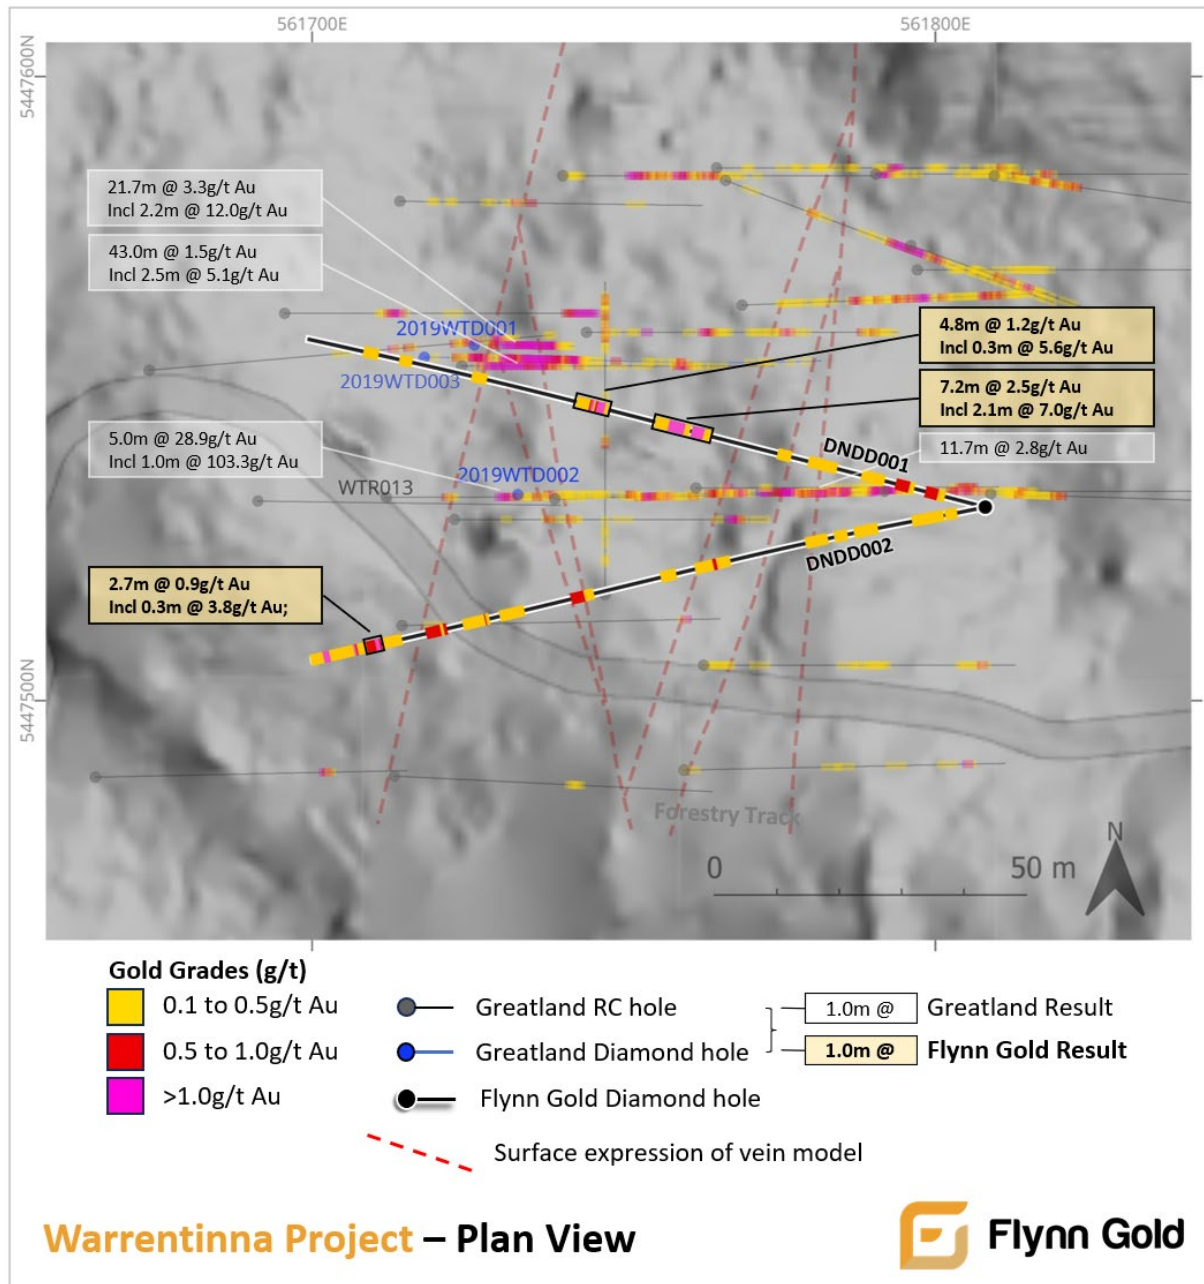 561700E
561800E
5447600N
21.7m @ 3.3g/t Au
Incl 2.2m @ 12.0g/t Au
43.0m @ 1.5g/t Au
Incl 2.5m @ 5.1g/t Au
2019WTD001
4.8m @ 1.2g/t Au
Incl 0.3m @ 5.6g/t Au
2019WTD003
7.2m @ 2.5g/t Au
Incl 2.1m @ 7.0g/t Au
5.0m @ 28.9g/t Au
Incl 1.0m @ 103.3g/t Au
DNDD001
11.7m @ 2.8g/t Au
2019WTD002
WTR013
DNDD002
2.7m @ 0.9g/t Au
Incl 0.3m @ 3.8g/t Au;
5447500N
Forestry Track
N
0 50 m
Gold Grades (g/t)
0.1 to 0.5g/t Au
0.5 to 1.0g/t Au
>1.0g/t Au
Greatland RC hole
Greatland Diamond hole
Flynn Gold Diamond hole
Surface expression of vein model
1.0m @ Greatland Result
1.0m @ Flynn Gold Result
Warrentinna Project – Plan View
Flynn Gold